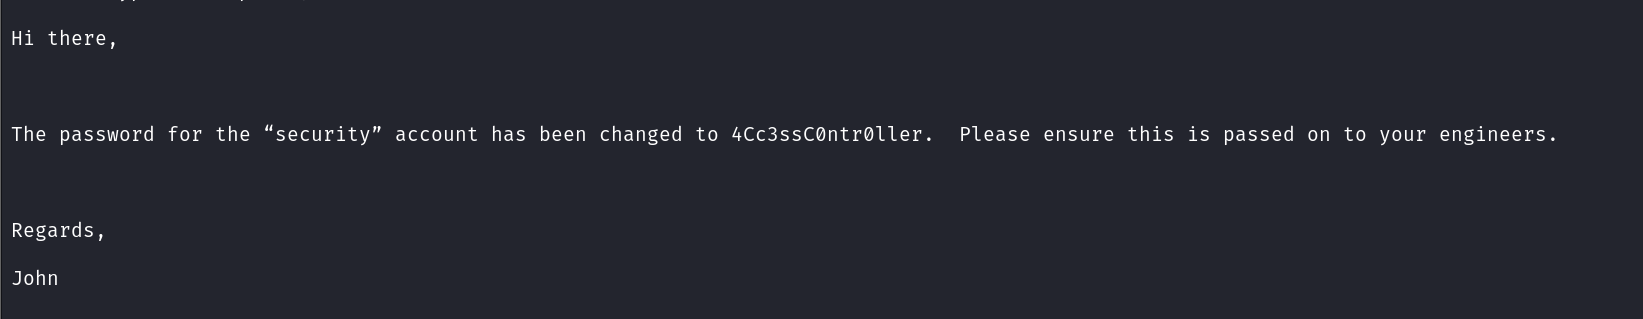 Hi there,
The password for the “security” account has been changed to 4Cc3ssC0ntr0ller.  Please ensure this is passed on to your engineers.
Regards,
John